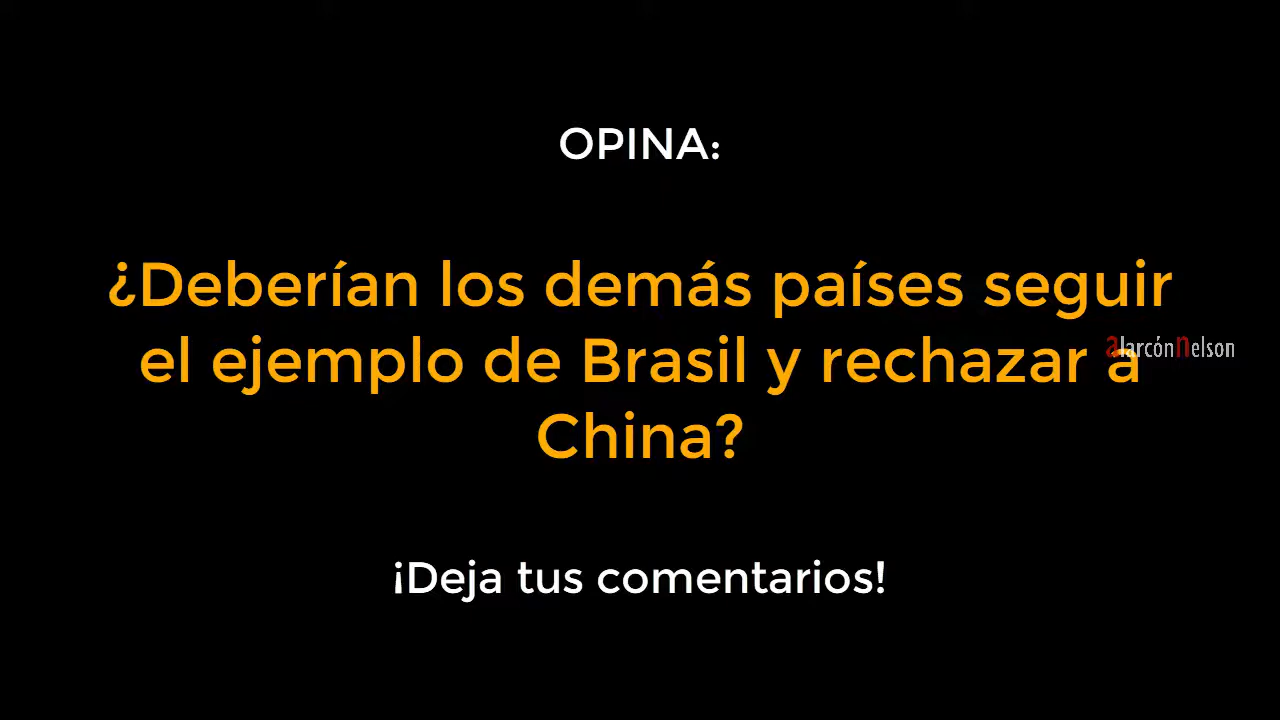 OPINA:
¿Deberían los demás países seguir
el ejemplo de Brasil y rechazar a
alarcónnelson
China?
¡Deja tus comentarios!